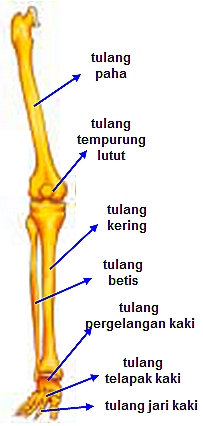 tulang
paha
tulang
tempurung
lutut
tulang
kering
tulang
betis
tulang
pergelangan kaki
tulang
telapak kaki
tulang jari kaki